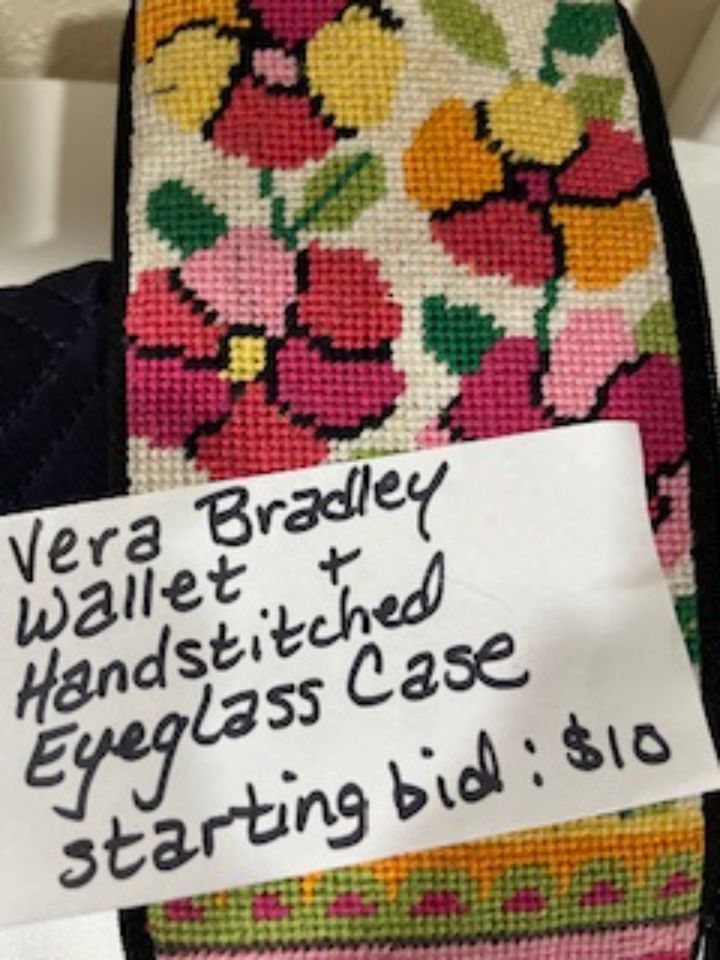 Vera Bradley
Wallet +
Handstitched
Eyeglass Case
starting bid: $10